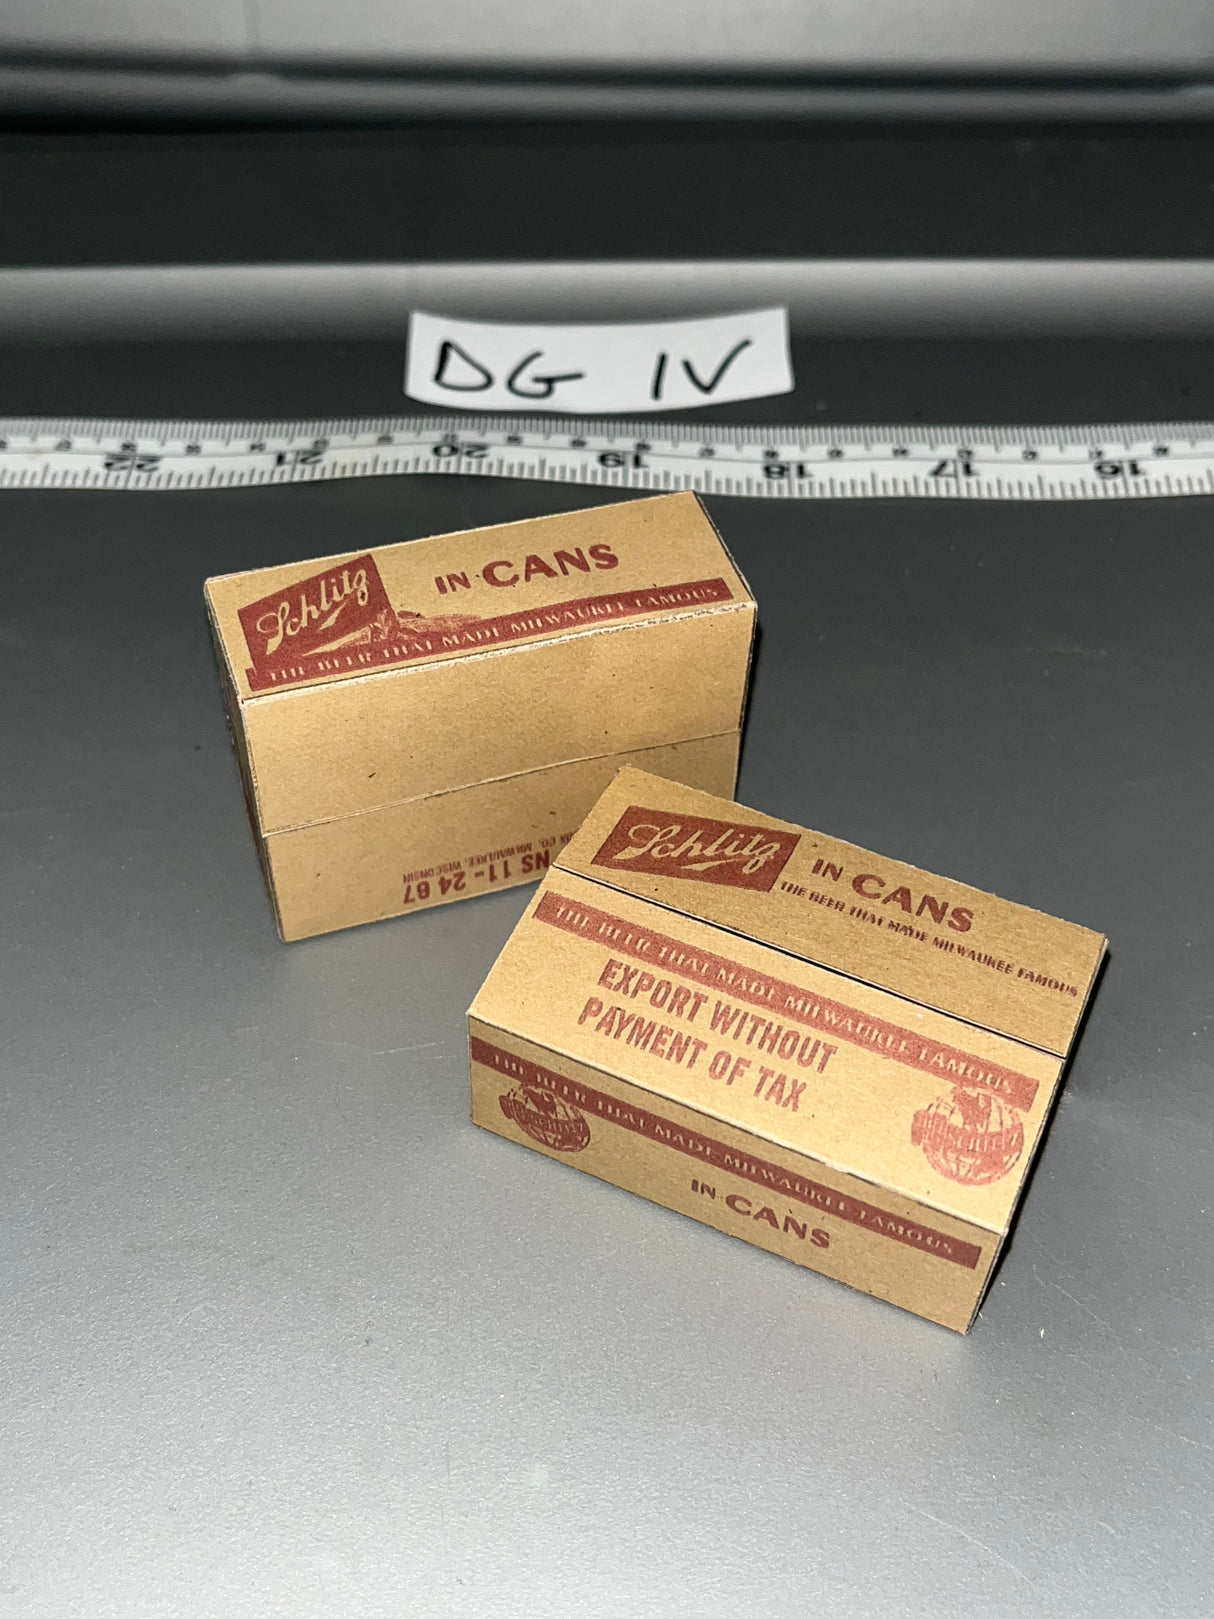 DG IV
22 21 20 19 18 17 16
Schlitz
IN CANS
THE BEER THAT MADE MILWAUKEE FAMOUS
NS 11-24 67
OX CO. MILWAUKEE, WISCONSIN
Schlitz
IN CANS
THE BEER THAT MADE MILWAUKEE FAMOUS
THE BEER THAT MADE MILWAUKEE FAMOUS
EXPORT WITHOUT
PAYMENT OF TAX
THE BEER THAT MADE MILWAUKEE FAMOUS
IN CANS